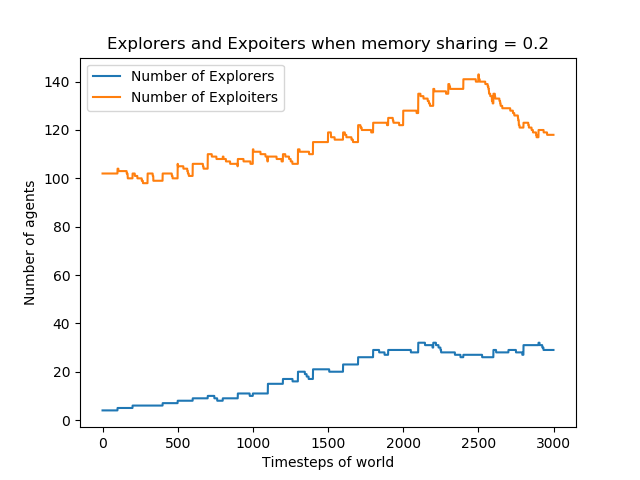 Explorers and Expoiters when memory sharing = 0.2
Number of Explorers
Number of Exploiters
140
120
100
80
60
40
20
0
Number of agents
0 500 1000 1500 2000 2500 3000
Timesteps of world